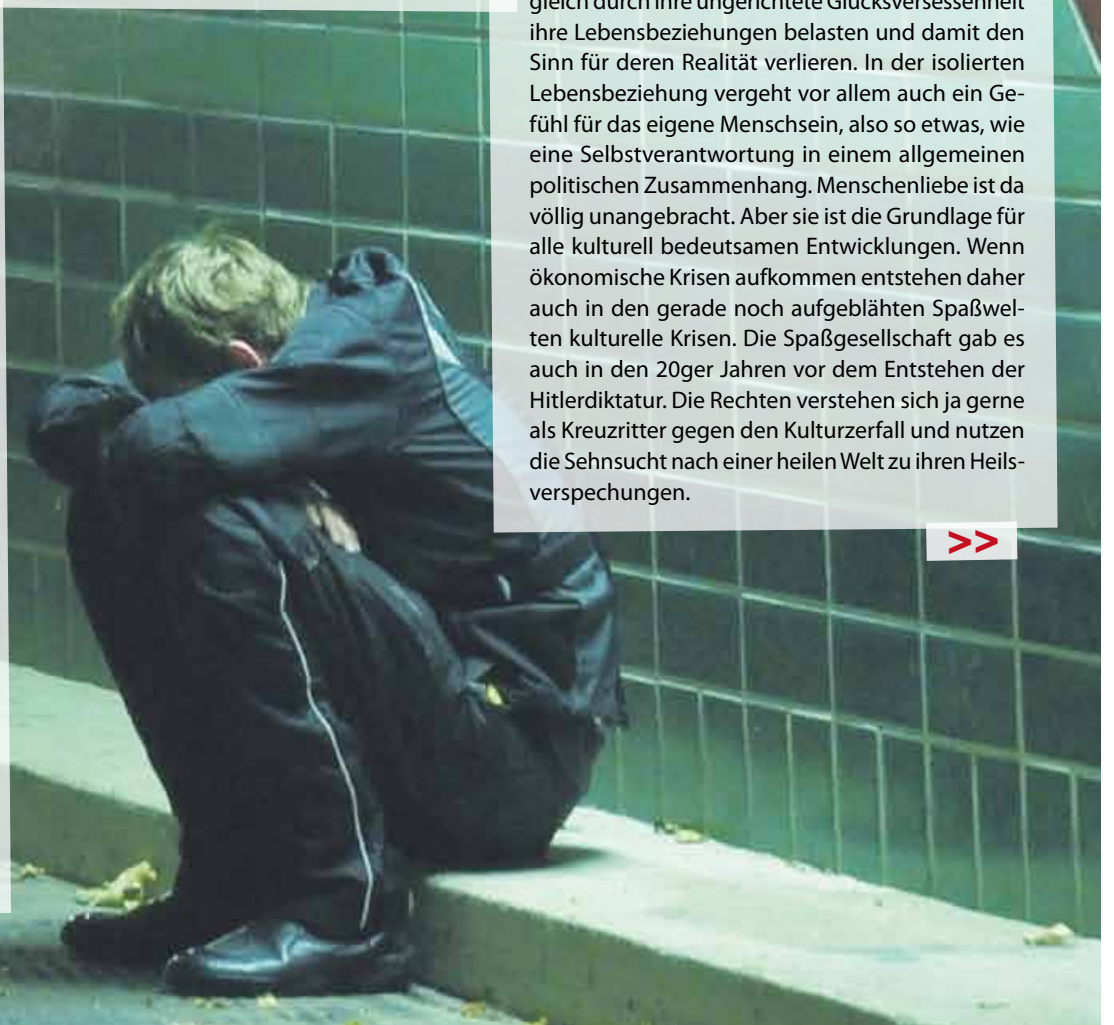 gleich durch ihre ungerichtete Glücksversessenheit
ihre Lebensbeziehungen belasten und damit den
Sinn für deren Realität verlieren. In der isolierten
Lebensbeziehung vergeht vor allem auch ein Ge-
fühl für das eigene Menschsein, also so etwas, wie
eine Selbstverantwortung in einem allgemeinen
politischen Zusammenhang. Menschenliebe ist da
völlig unangebracht. Aber sie ist die Grundlage für
alle kulturell bedeutsamen Entwicklungen. Wenn
ökonomische Krisen aufkommen entstehen daher
auch in den gerade noch aufgeblähten Spaßwel-
ten kulturelle Krisen. Die Spaßgesellschaft gab es
auch in den 20ger Jahren vor dem Entstehen der
Hitlerdiktatur. Die Rechten verstehen sich ja gerne
als Kreuzritter gegen den Kulturzerfall und nutzen
die Sehnsucht nach einer heilen Welt zu ihren Heils-
verspechungen.
>>